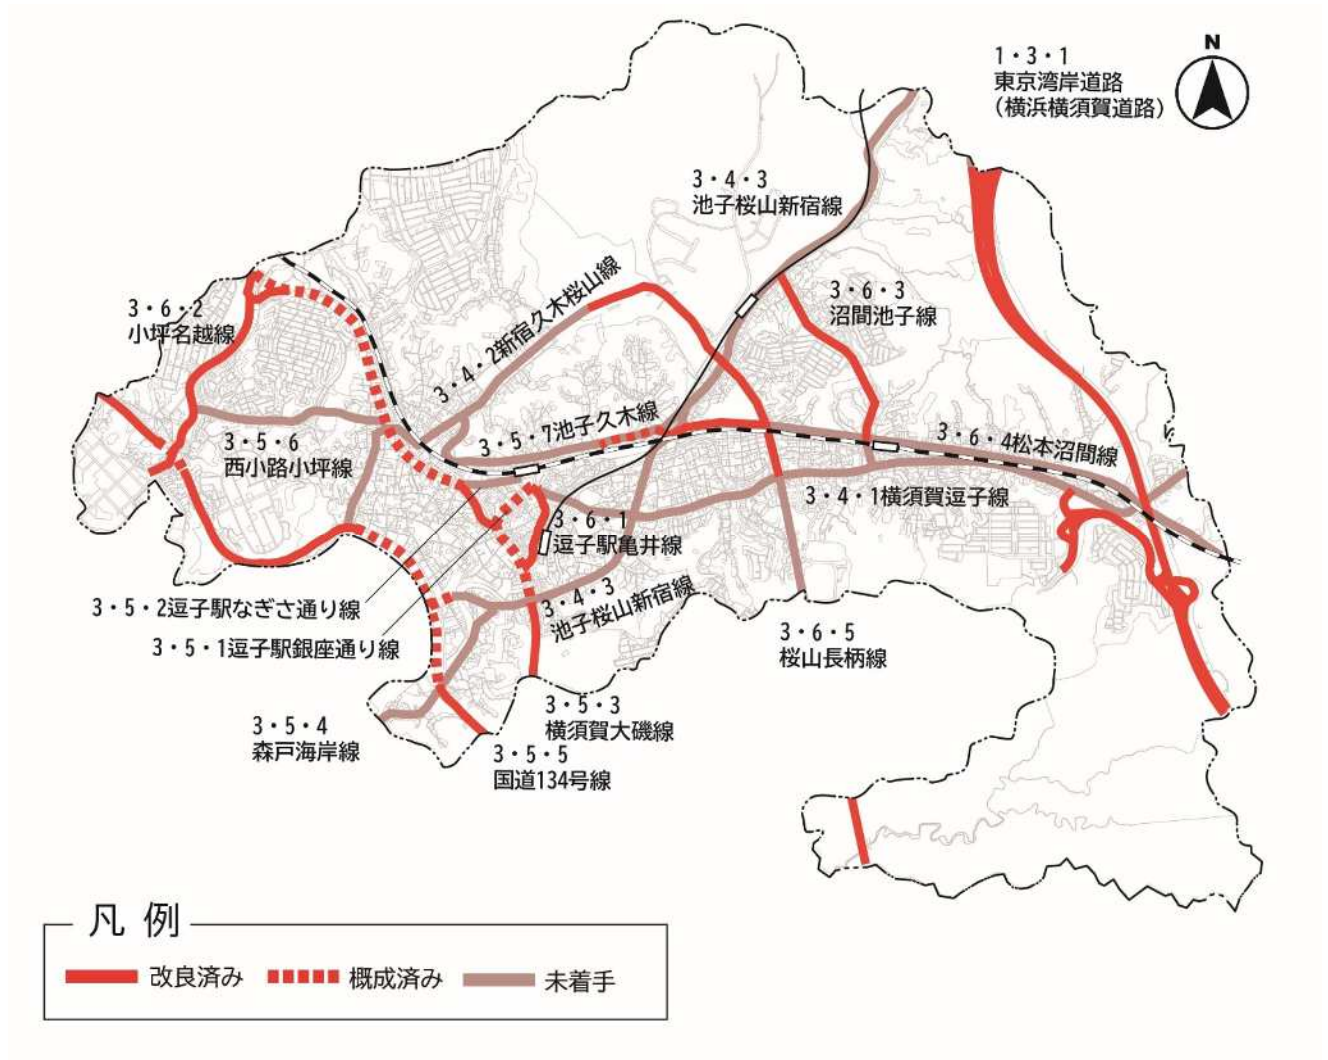 N
1・3・1
東京湾岸道路
(横浜横須賀道路)
3・4・3
池子桜山新宿線
3・6・3
沼間池子線
3・6・2
小坪名越線
3・4・2新宿久木桜山線
3・5・7池子久木線
3・6・4松本沼間線
3・5・6
西小路小坪線
3・4・1横須賀逗子線
3・6・1
逗子駅亀井線
3・5・2逗子駅なぎさ通り線
3・4・3
池子桜山新宿線
3・5・1逗子駅銀座通り線
3・6・5
桜山長柄線
3・5・4
森戸海岸線
3・5・3
横須賀大磯線
3・5・5
国道134号線
凡例
改良済み 概成済み 未着手